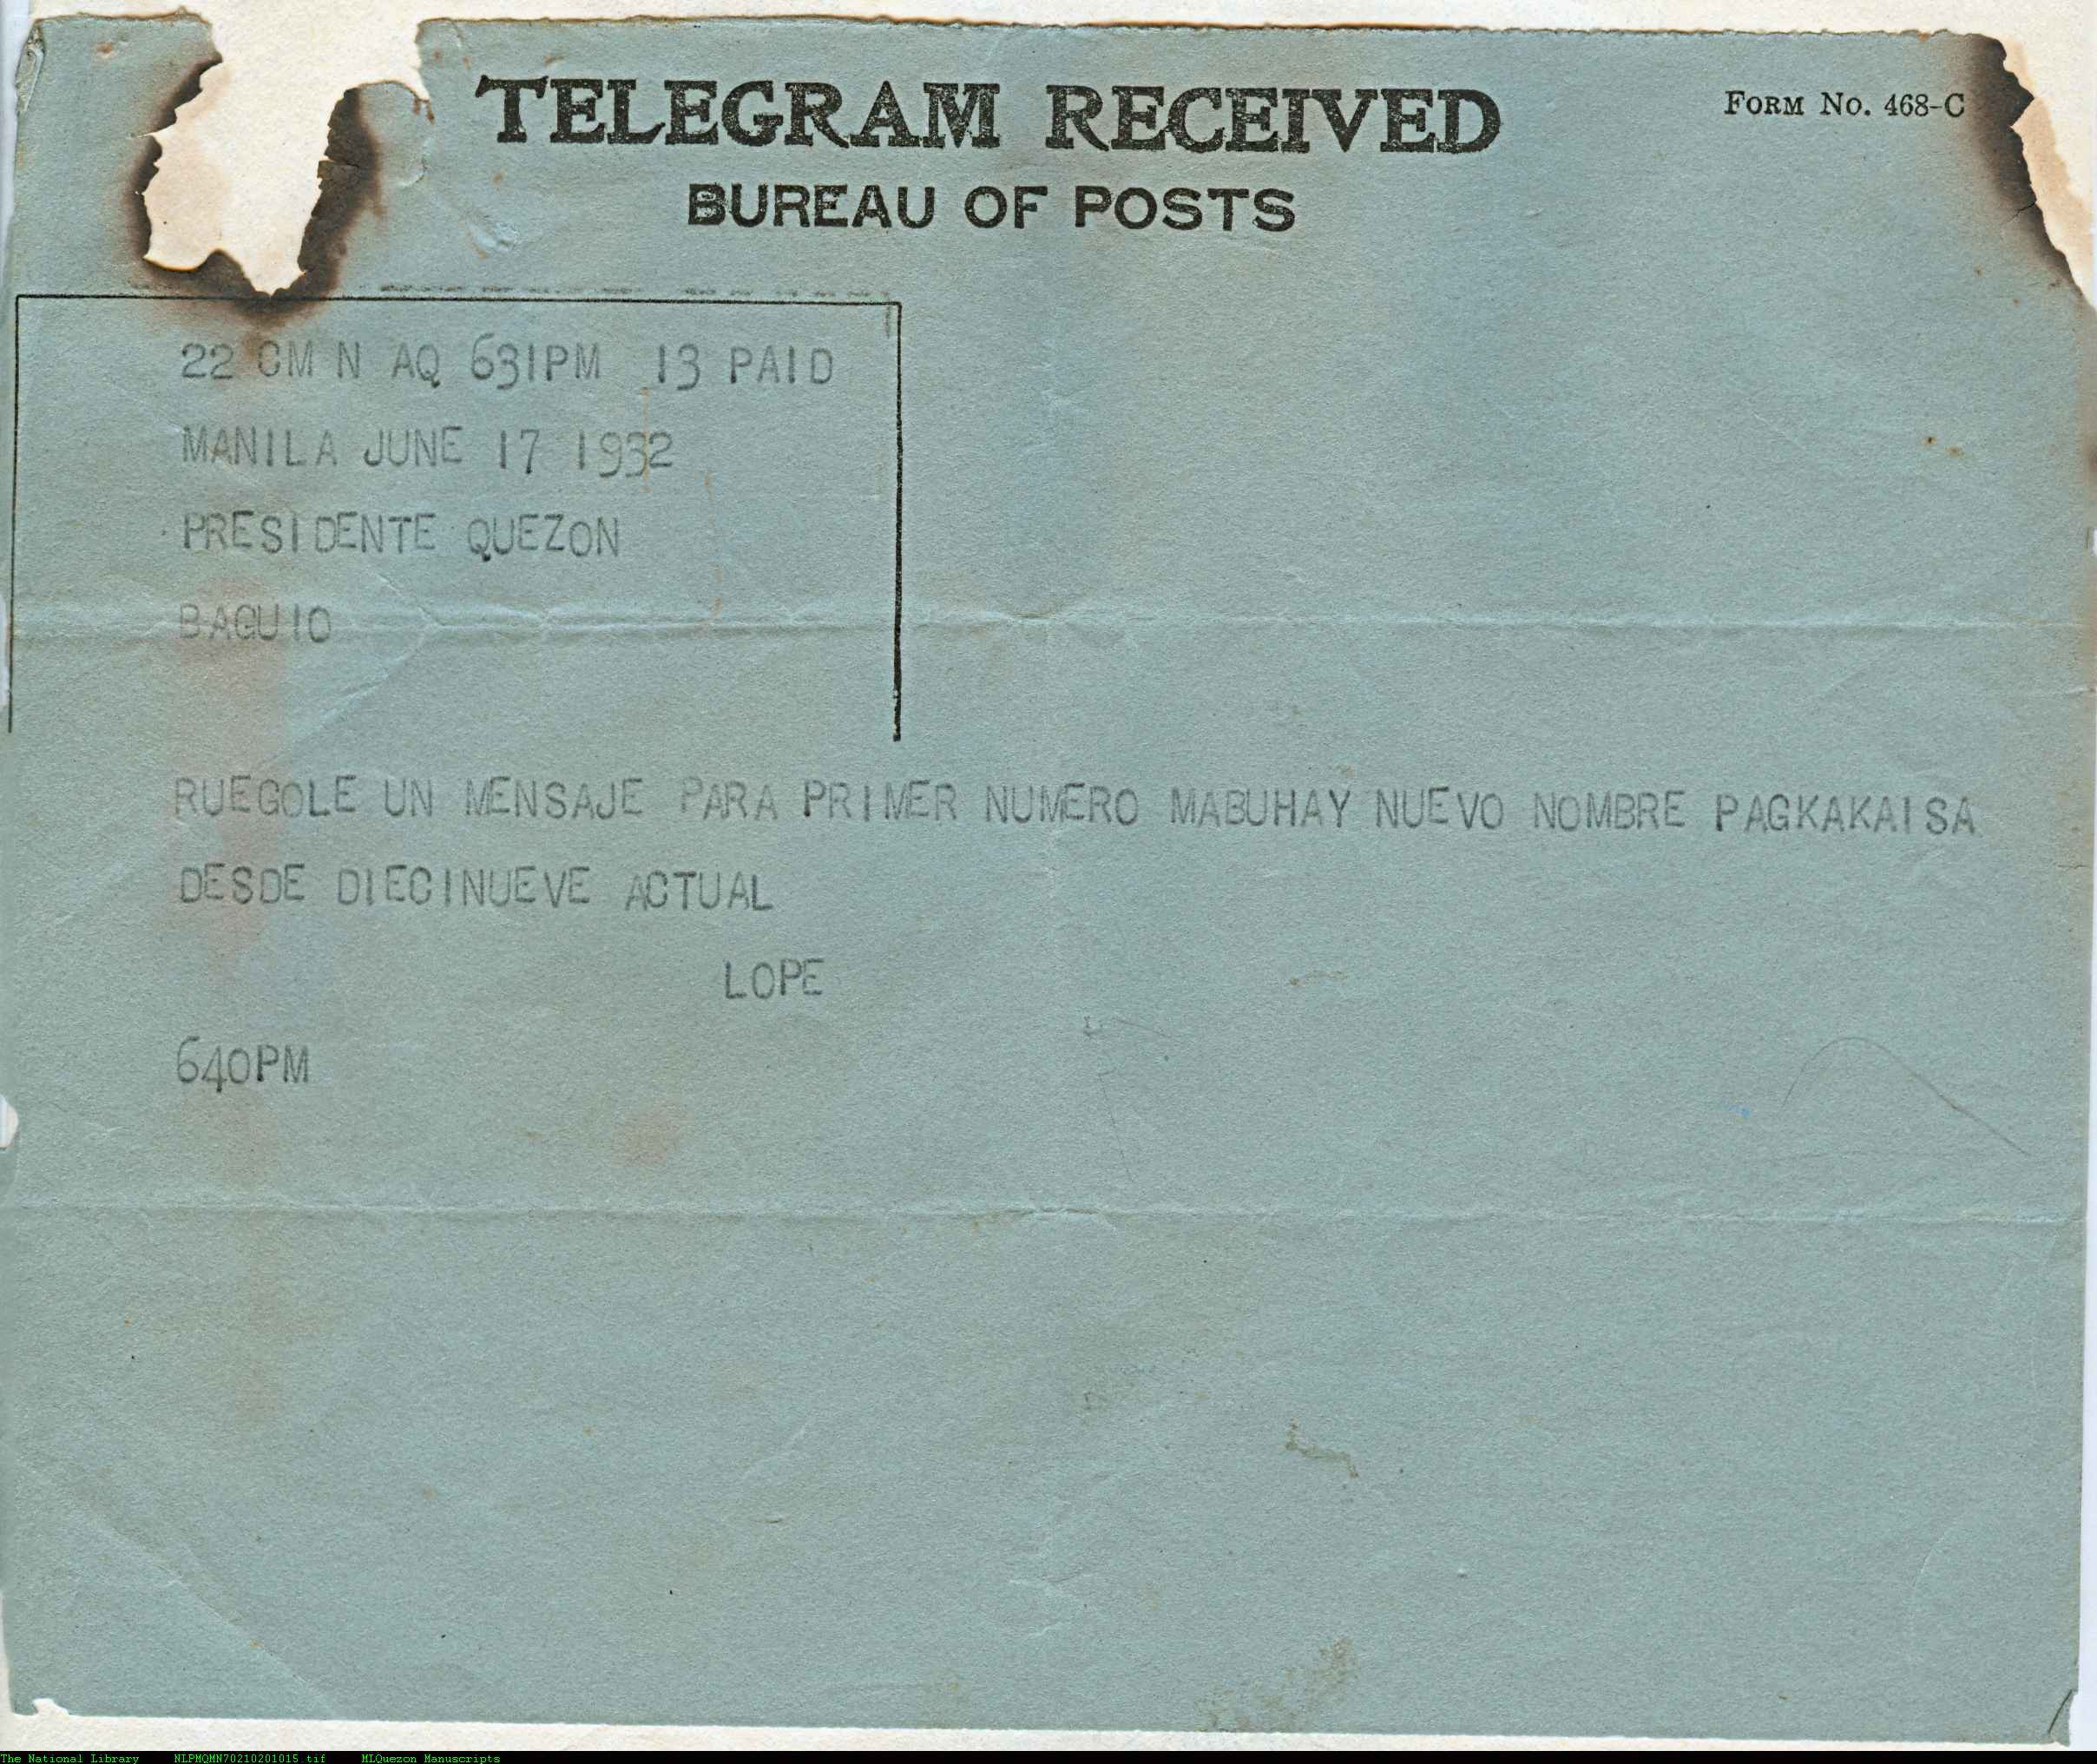 TELEGRAM RECEIVED
FORM NO. 468-C
BUREAU OF POSTS
22 CM N AQ 631PM 13 PAID
MANILA JUNE 17 1932
PRESIDENTE QUEZON
BAGUIO
RUEGOLE UN MENSAJE PARA PRIMER NUMERO MABUHAY NUEVO NOMBRE PAGKAKAISA
DESDE DIECINUEVE ACTUAL
LOPE
640PM
The National Library NLPMQMN70210201015.tif MLQuezon Manuscripts